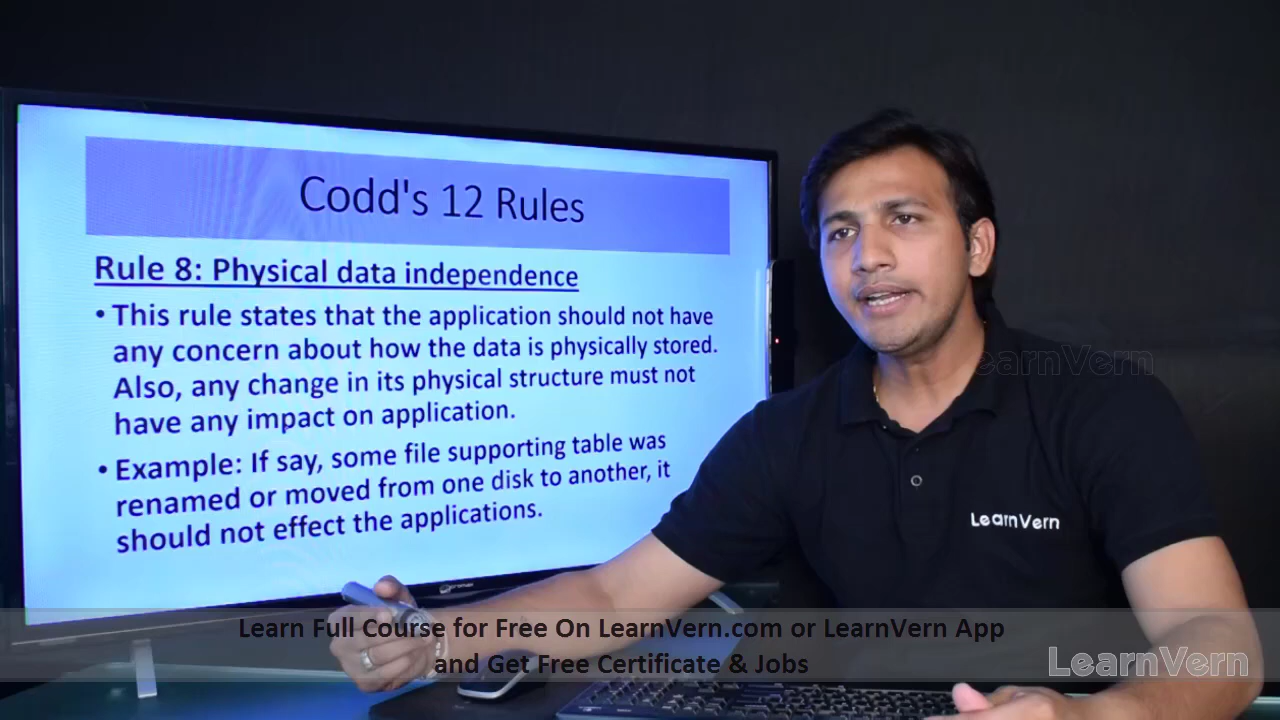 Codd's 12 Rules
Rule 8: Physical data independence
• This rule states that the application should not have
any concern about how the data is physically stored.
Also, any change in its physical structure must not
have any impact on application.
• Example: If say, some file supporting table was
renamed or moved from one disk to another, it
should not effect the applications.
LearnVern
LearnVern
Learn Full Course for Free On LearnVern.com or LearnVern App
and Get Free Certificate & Jobs
LearnVern